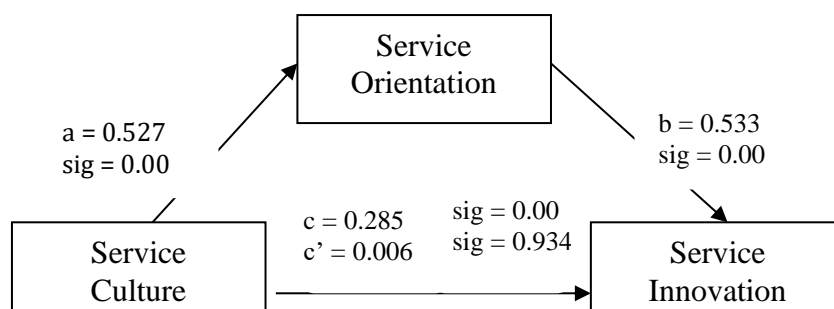 Service
Orientation
a = 0.527
sig = 0.00
b = 0.533
sig = 0.00
c = 0.285 sig = 0.00
c’ = 0.006 sig = 0.934
Service
Culture
Service
Innovation